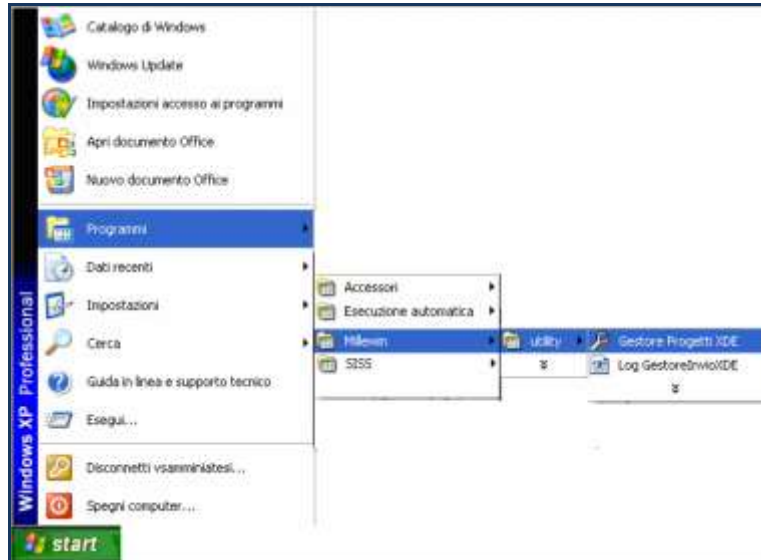 Catalogo di Windows
Windows Update
Impostazioni accesso ai programmi
Apri documento Office
Nuovo documento Office
Programmi
Dati recenti
Impostazioni
Cerca
Guida in linea e supporto tecnico
Esegui...
Disconnetti vsamminiatesi...
Spegni computer...
Accessori
Esecuzione automatica
Millewin
SISS
utility
Gestore Progetti XDE
Log GestoreInvioXDE
Windows XP Professional
start